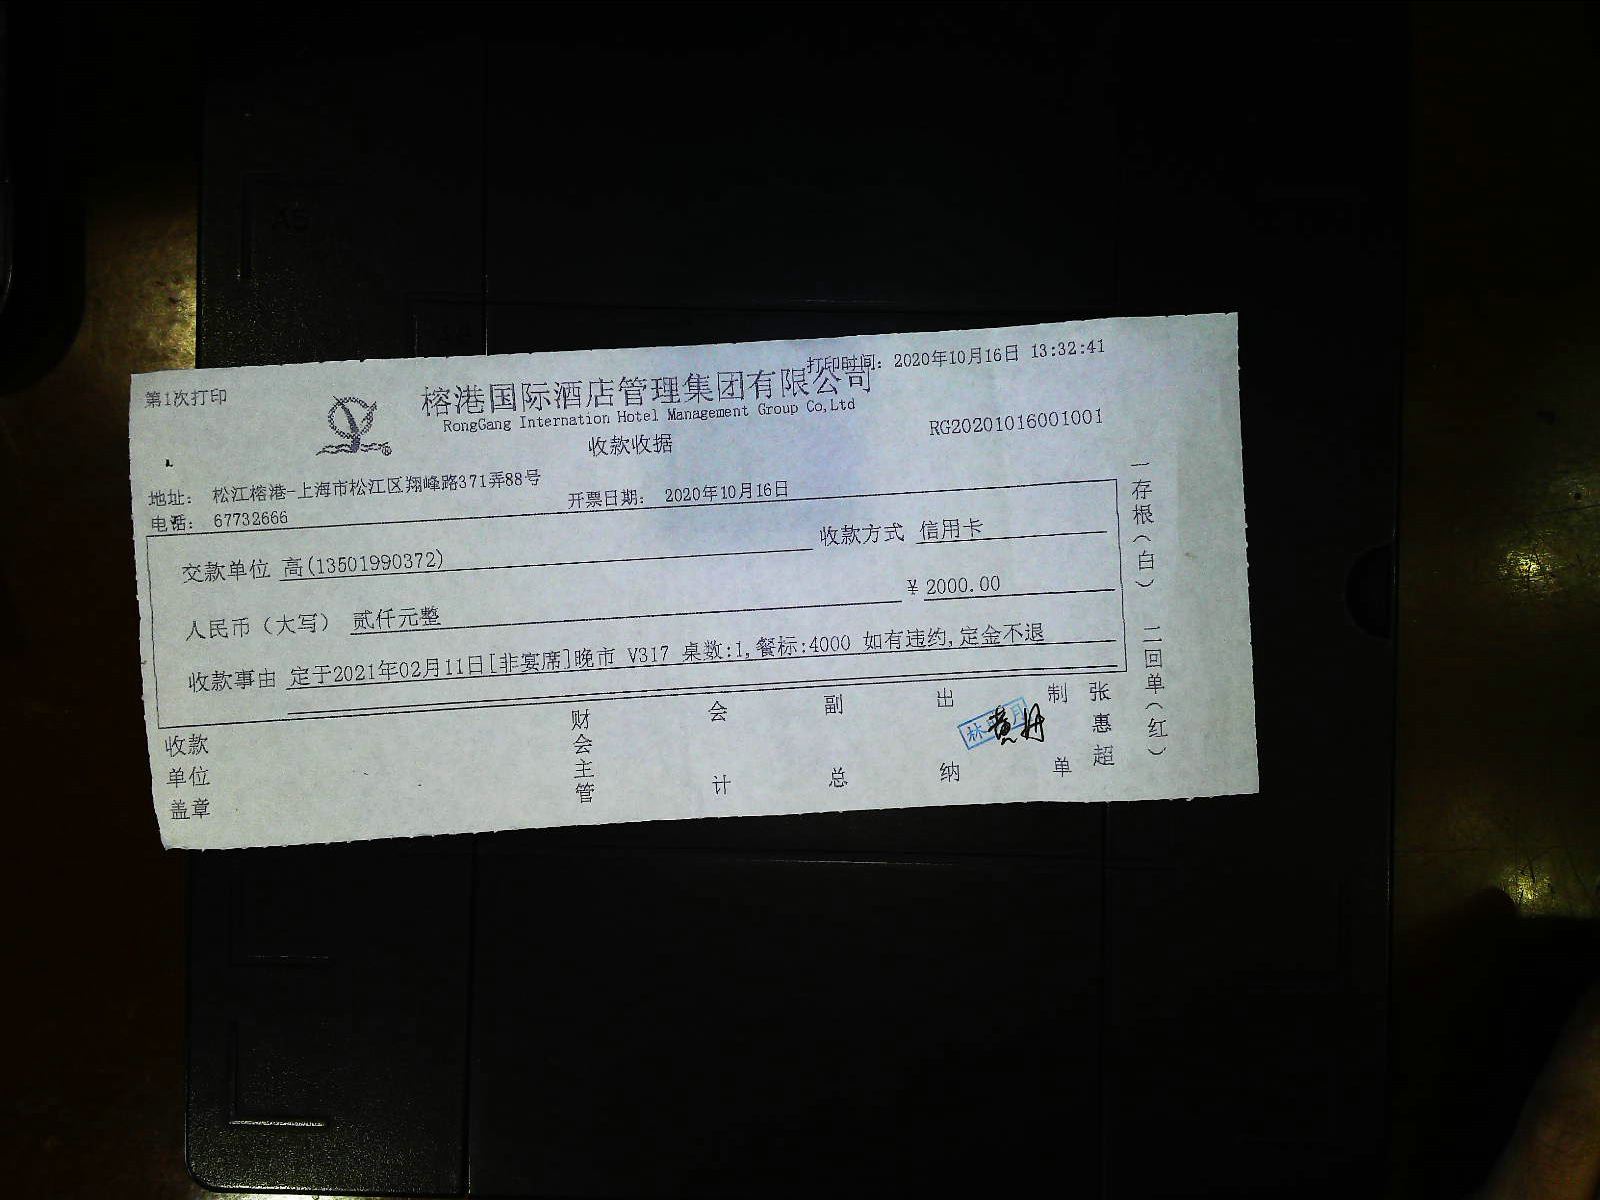 第1次打印
打印时间：2020年10月16日 13:32:41
榕港国际酒店管理集团有限公司
RongGang Internation Hotel Management Group Co,Ltd
收款收据
RG20201016001001
地址： 松江榕港-上海市松江区翔峰路371弄88号
电话： 67732666
开票日期： 2020年10月16日
交款单位 高(13501990372)
收款方式 信用卡
人民币（大写） 贰仟元整
￥2000.00
收款事由 定于2021年02月11日[非宴席]晚市 V317 桌数:1,餐标:4000 如有违约,定金不退
收款单位盖章
财会主管
会计
副总
出纳
制单
张惠超
一存根（白） 二回单（红）
A5